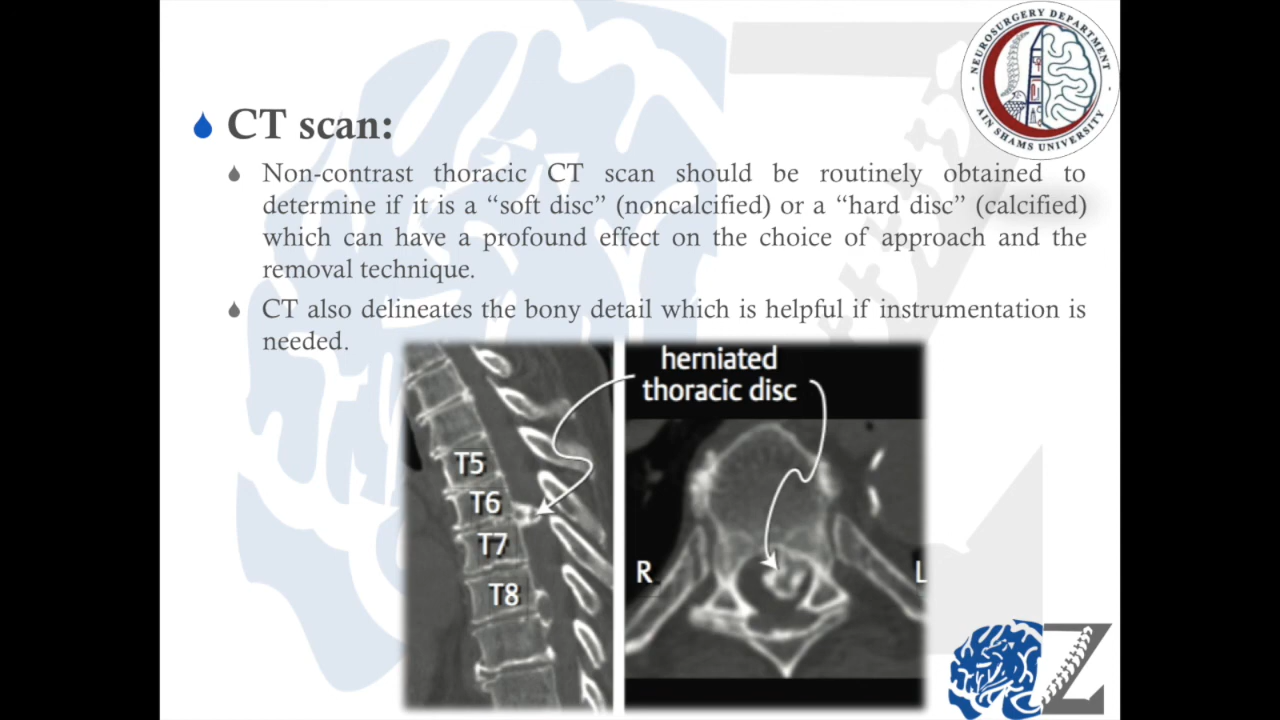 NEUROSURGERY DEPARTMENT
AIN SHAMS UNIVERSITY
CT scan:
Non-contrast thoracic CT scan should be routinely obtained to
determine if it is a “soft disc” (noncalcified) or a “hard disc” (calcified)
which can have a profound effect on the choice of approach and the
removal technique.
CT also delineates the bony detail which is helpful if instrumentation is
needed.
herniated
thoracic disc
T5
T6
T7
T8
R
L
Z